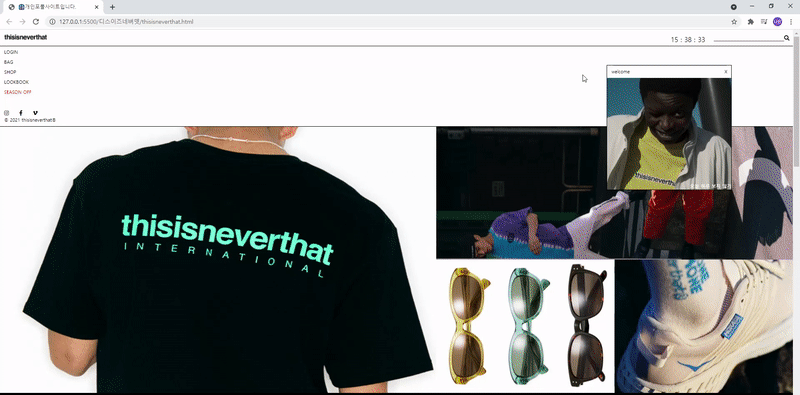 개인포폴사이트입니다.
127.0.0.1:5500/디스이즈네버댓/thisisneverthat.html
thisisneverthat
15 : 38 : 33
LOGIN
BAG
SHOP
LOOKBOOK
SEASON OFF
© 2021 thisisneverthat®
welcome
X
thisisneverthat
thisisneverthat
INTERNATIONAL